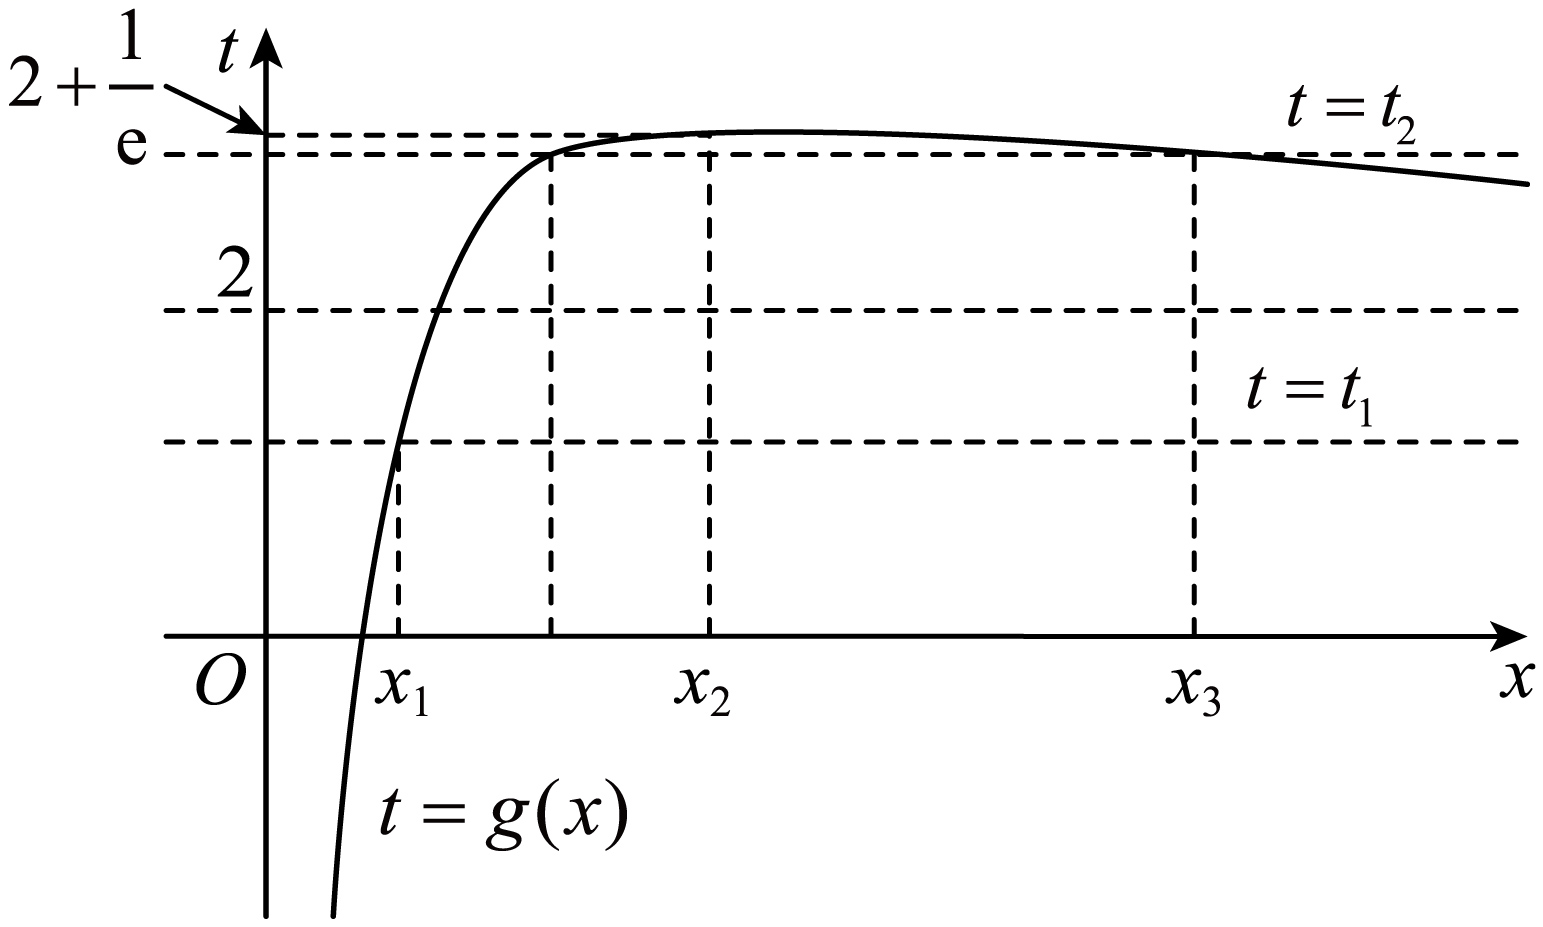 t
2 + 1/e
e
t = t₂
2
t = t₁
O
x₁
x₂
x₃
x
t = g(x)